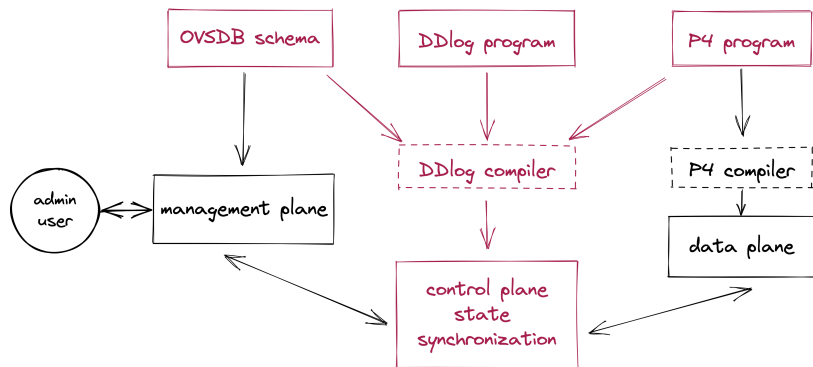 OVSDB schema
DDlog program
P4 program
DDlog compiler
P4 compiler
admin
user
management plane
data plane
control plane
state
synchronization